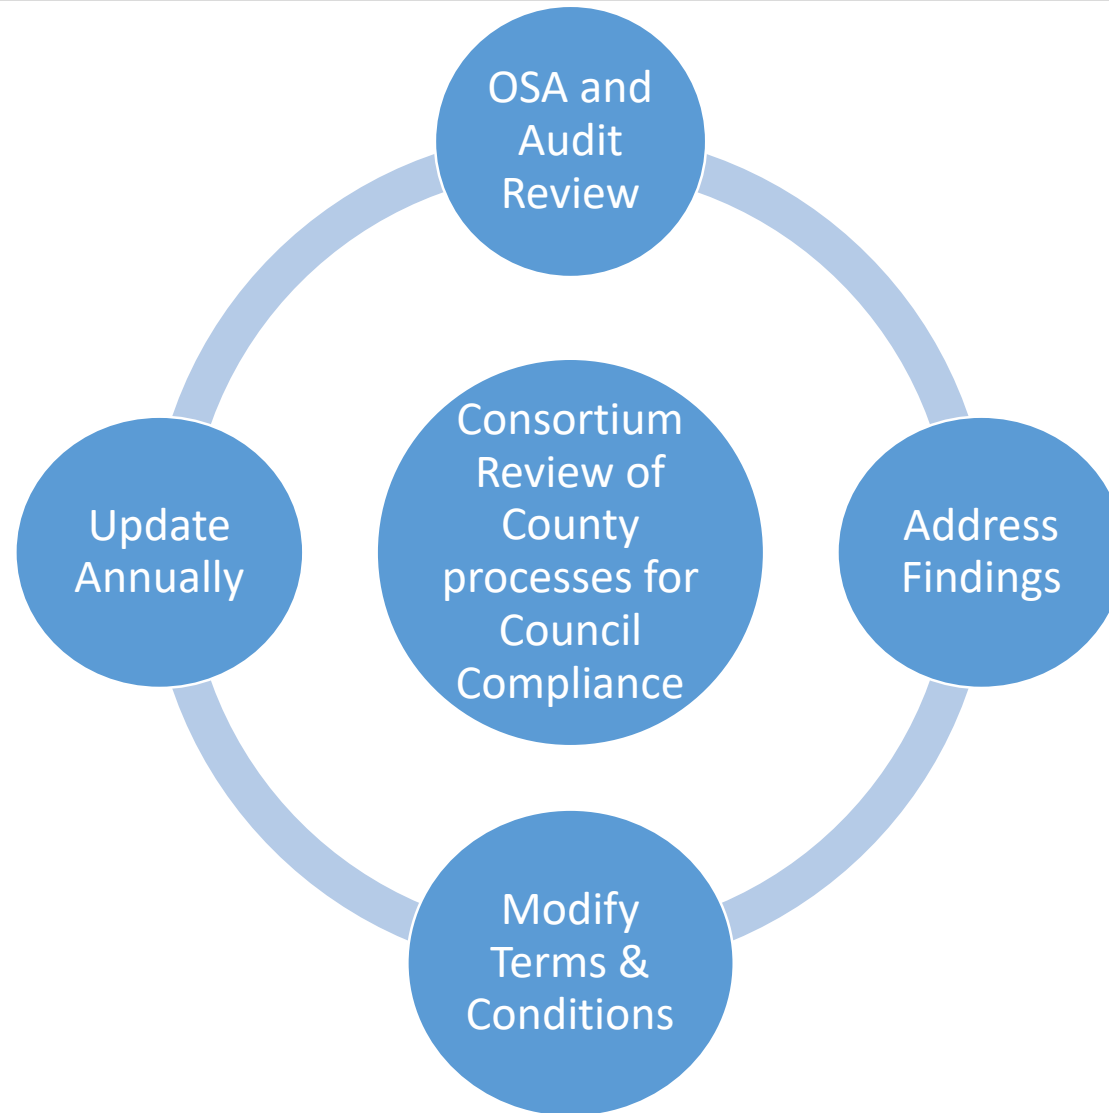 OSA and
Audit
Review
Consortium
Review of
County
processes for
Council
Compliance
Update
Annually
Address
Findings
Modify
Terms &
Conditions